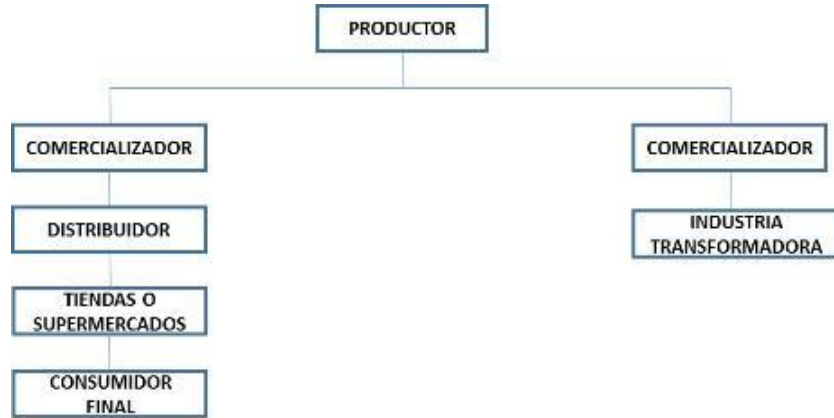 PRODUCTOR
COMERCIALIZADOR
DISTRIBUIDOR
TIENDAS O
SUPERMERCADOS
CONSUMIDOR
FINAL
COMERCIALIZADOR
INDUSTRIA
TRANSFORMADORA